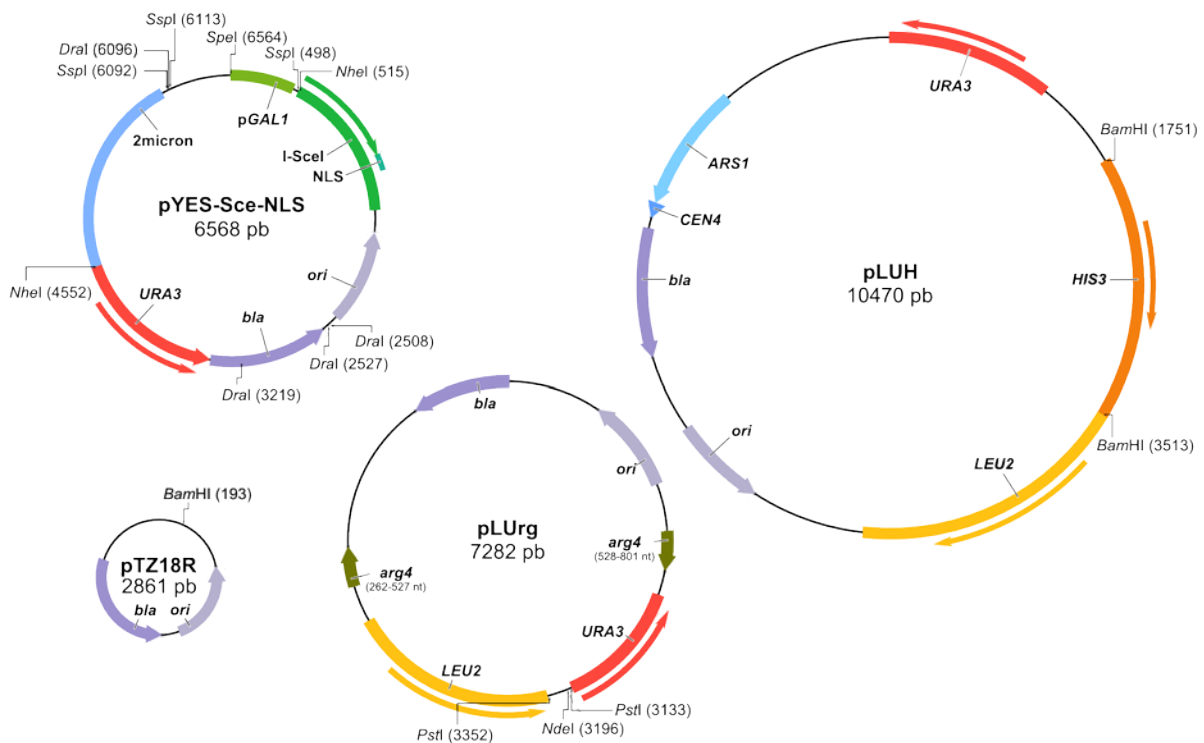 SspI (6113)
DraI (6096)
SspI (6092)
SpeI (6564)
SspI (498)
NheI (515)
pGAL1
2micron
I-SceI
NLS
pYES-Sce-NLS
6568 pb
ori
NheI (4552)
URA3
bla
DraI (2508)
DraI (2527)
DraI (3219)
URA3
BamHI (1751)
ARS1
CEN4
bla
pLUH
10470 pb
HIS3
ori
BamHI (3513)
LEU2
BamHI (193)
pTZ18R
2861 pb
bla
ori
bla
ori
pLUrg
7282 pb
arg4
(528-801 nt)
arg4
(262-527 nt)
URA3
LEU2
PstI (3133)
NdeI (3196)
PstI (3352)